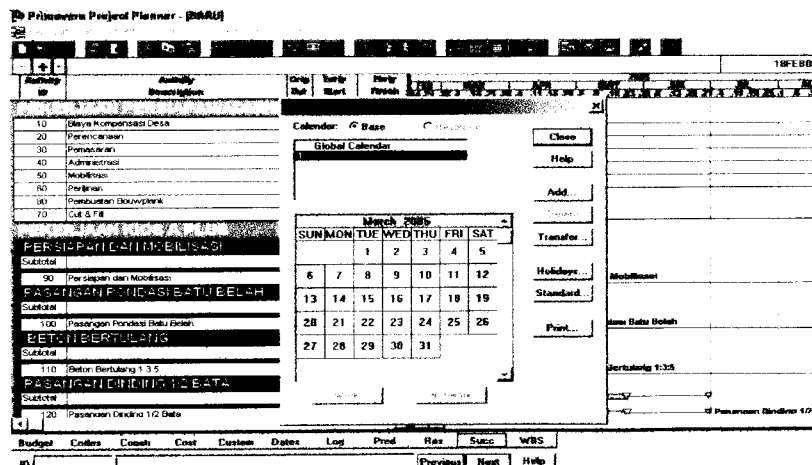 Primavera Project Planner - [BARU]
18FEB
Activity ID Activity Description Orig Dur Early Start Early Finish 2005
10 Biaya Kompensasi Desa
20 Perencanaan
30 Pemasaran
40 Administrasi
50 Mobilisasi
60 Perijinan
80 Pembuatan Bouwplank
70 Cut & Fill
PERSIAPAN DAN MOBILISASI
Subtotal
90 Persiapan dan Mobilisasi
PASANGAN PONDASI BATU BELAH
Subtotal
100 Pasangan Pondasi Batu Belah
BETON BERTULANG
Subtotal
110 Beton Bertulang 1:3:5
PASANGAN DINDING 1/2 BATA
Subtotal
120 Pasangan Dinding 1/2 Bata
Calendar: Base
Global Calendar
1
March 2005
SUN MON TUE WED THU FRI SAT
1 2 3 4 5
6 7 8 9 10 11 12
13 14 15 16 17 18 19
20 21 22 23 24 25 26
27 28 29 30 31
Close
Help
Add...
Transfer...
Holidays...
Standard...
Print...
Mobilisasi
Batu Belah
Bertulang 1:3:5
Pasangan Dinding 1/2
Budget Codes Constr Cost Custom Dates Log Pred Res Succ WBS
ID Previous Next Help